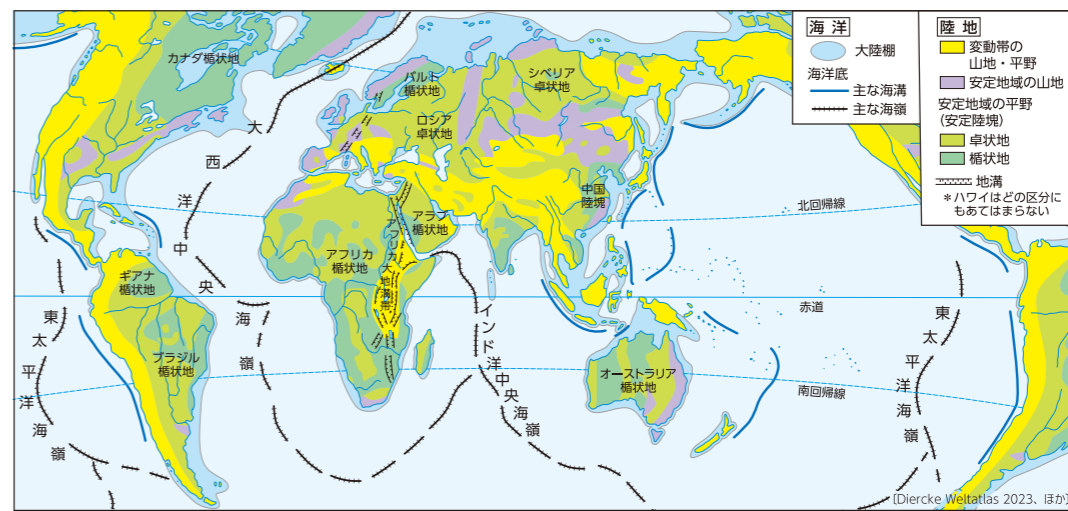 カナダ楯状地
バルト
楯状地
シベリア
卓状地
ロシア
卓状地
中国
陸塊
アラブ
楯状地
アフリカ
楯状地
アフリカ大地溝帯
ギアナ
楯状地
ブラジル
楯状地
オーストラリア
楯状地
大西洋中央海嶺
インド洋中央海嶺
東太平洋海嶺
東太平洋海嶺
北回帰線
赤道
南回帰線
海洋
大陸棚
海洋底
主な海溝
主な海嶺
陸地
変動帯の
山地・平野
安定地域の山地
安定地域の平野
(安定陸塊)
卓状地
楯状地
地溝
＊ハワイはどの区分に
もあてはまらない
〔Diercke Weltatlas 2023、ほか〕